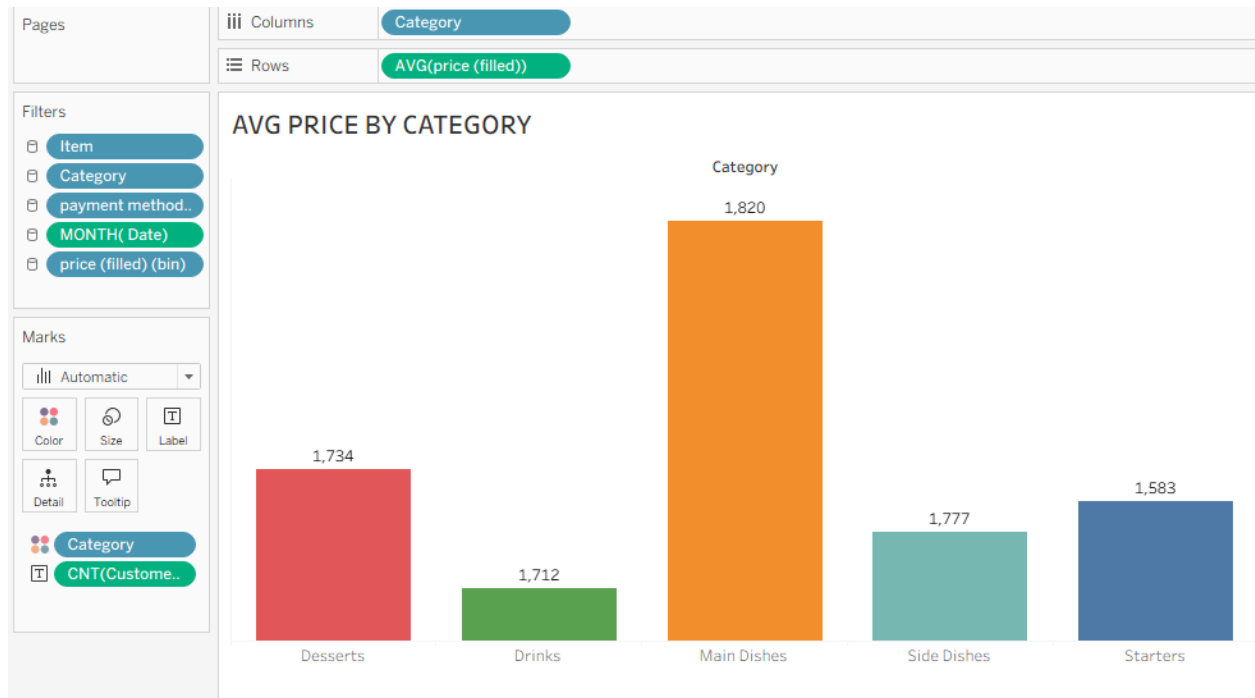 Pages
Columns
Category
Rows
AVG(price (filled))
Filters
Item
Category
payment method..
MONTH( Date)
price (filled) (bin)
Marks
Automatic
Color
Size
Label
Detail
Tooltip
Category
CNT(Custome..
AVG PRICE BY CATEGORY
Category
1,734
1,712
1,820
1,777
1,583
Desserts
Drinks
Main Dishes
Side Dishes
Starters